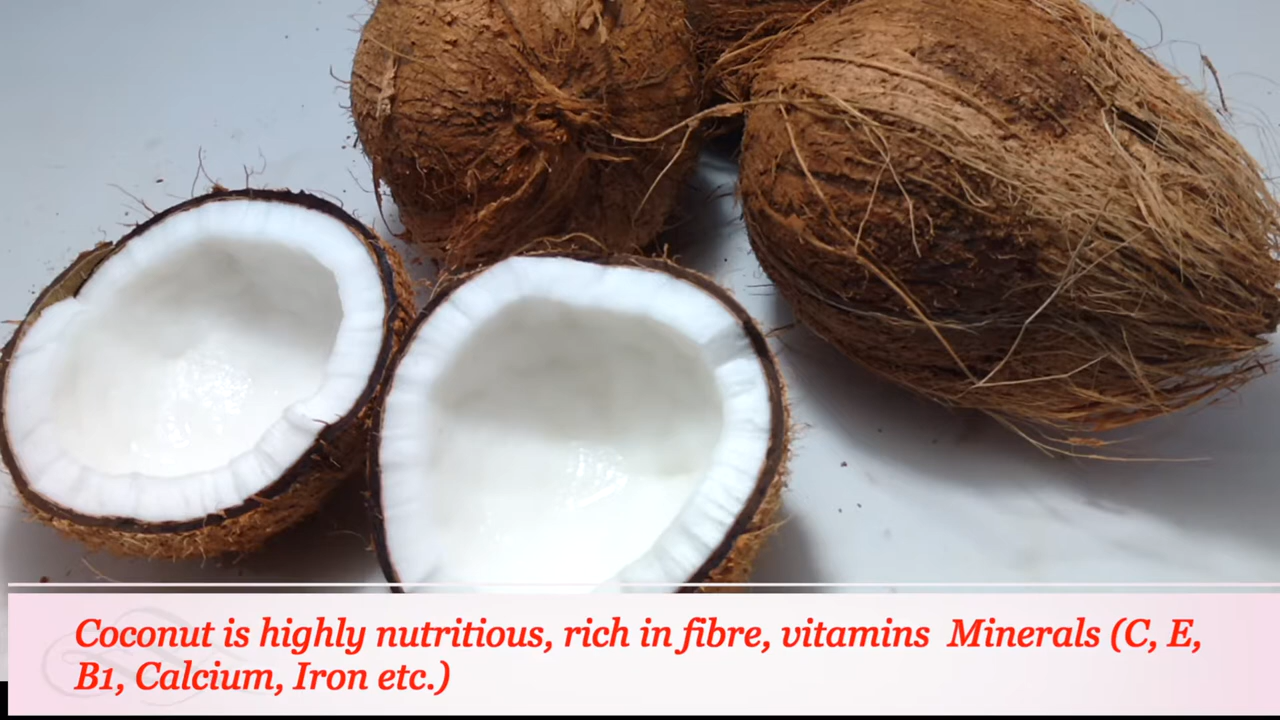 Coconut is highly nutritious, rich in fibre, vitamins  Minerals (C, E,
B1, Calcium, Iron etc.)